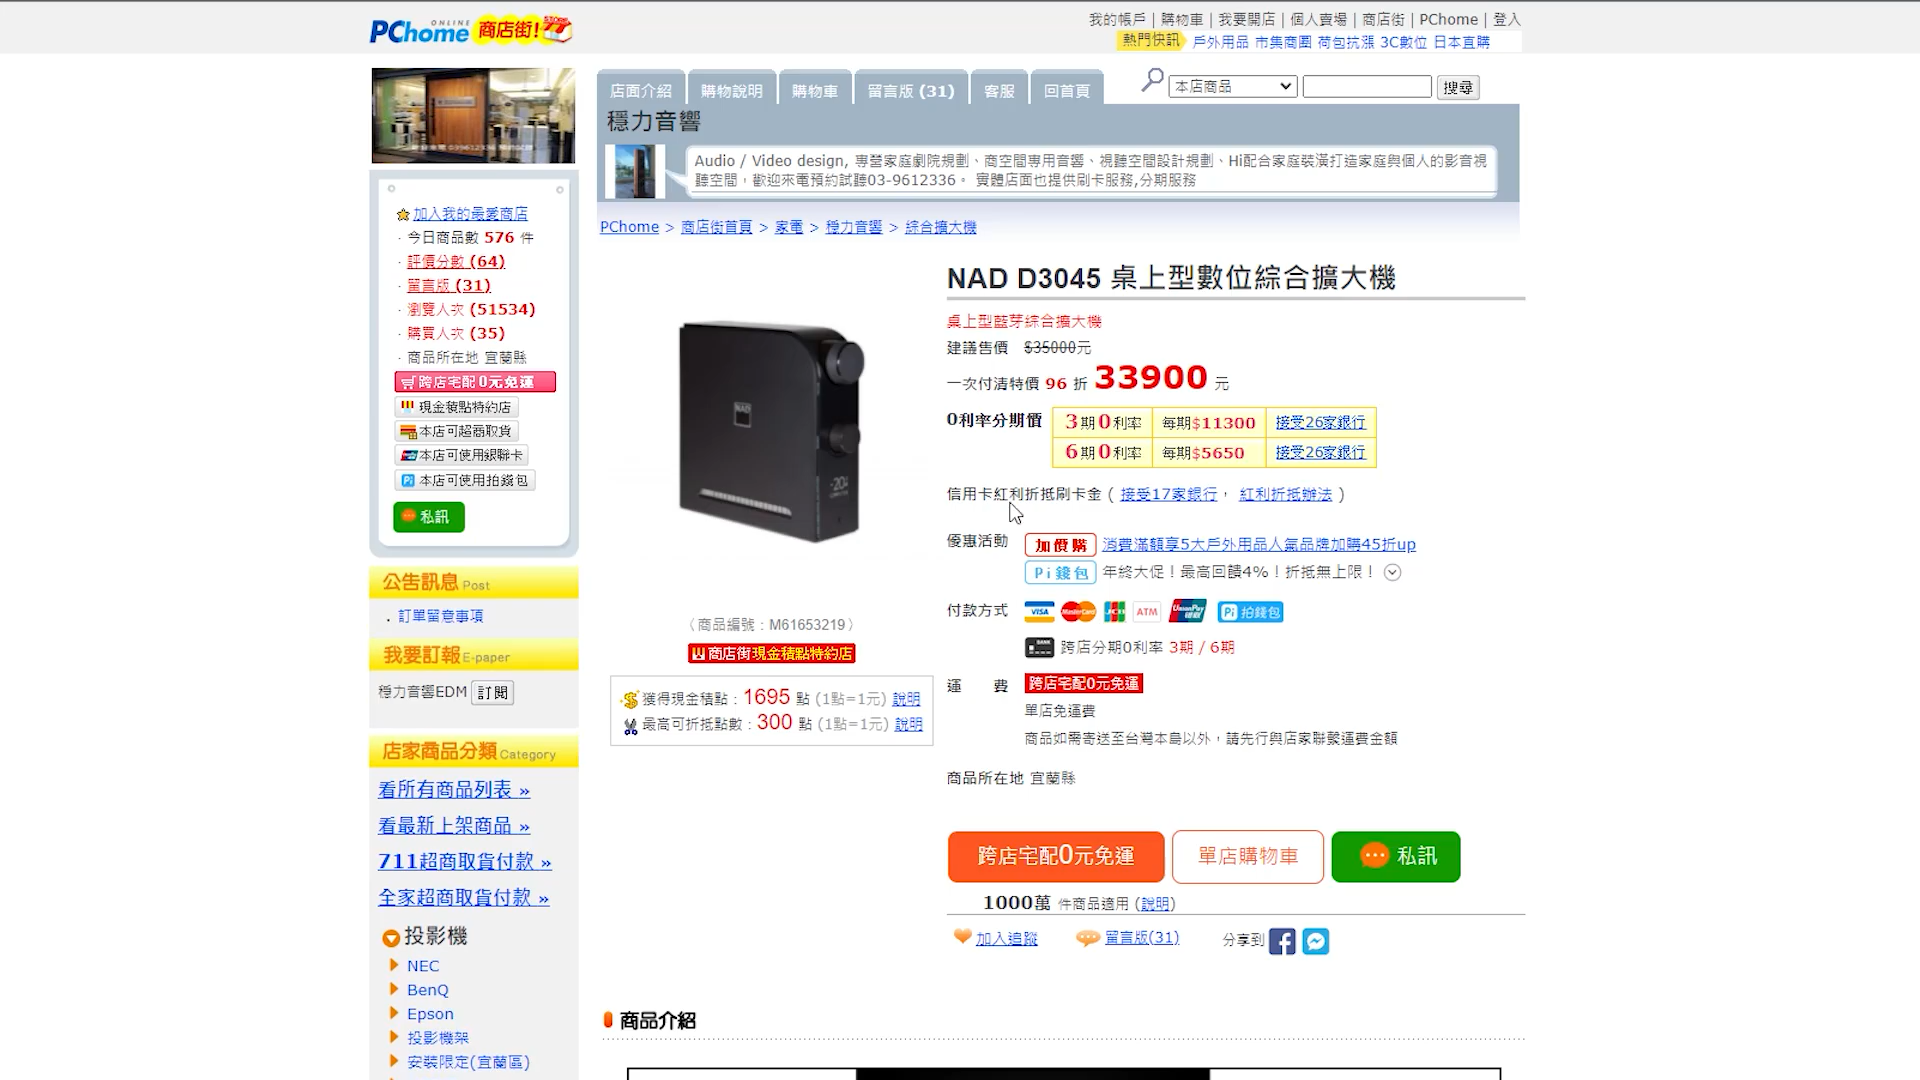 PChome ONLINE 商店街!
我的帳戶 | 購物車 | 我要開店 | 個人賣場 | 商店街 | PChome | 登入
熱門快訊 戶外用品 市集商圈 荷包抗漲 3C數位 日本直購
店面介紹 購物說明 購物車 留言版 (31) 客服 回首頁
本店商品 搜尋
穩力音響
Audio / Video design, 專營家庭劇院規劃、商空間專用音響、視聽空間設計規劃、Hi配合家庭裝潢打造家庭與個人的影音視
聽空間，歡迎來電預約試聽03-9612336。 實體店面也提供刷卡服務,分期服務
PChome > 商店街首頁 > 家電 > 穩力音響 > 綜合擴大機
加入我的最愛商店
· 今日商品數 576 件
· 評價分數 (64)
· 留言版 (31)
· 瀏覽人次 (51534)
· 購買人次 (35)
· 商品所在地 宜蘭縣
跨店宅配0元免運
現金積點特約店
本店可超商取貨
本店可使用銀聯卡
Pi 本店可使用拍錢包
私訊
公告訊息 Post
. 訂單留意事項
我要訂報 E-paper
穩力音響EDM 訂閱
店家商品分類 Category
看所有商品列表 »
看最新上架商品 »
711超商取貨付款 »
全家超商取貨付款 »
投影機
NEC
BenQ
Epson
投影機架
安裝限定(宜蘭區)
NAD
-20.0
〈商品編號：M61653219〉
商店街現金積點特約店
獲得現金積點：1695 點 (1點=1元) 說明
最高可折抵點數：300 點 (1點=1元) 說明
NAD D3045 桌上型數位綜合擴大機
桌上型藍芽綜合擴大機
建議售價 $35000元
一次付清特價 96 折 33900 元
0利率分期價 3期0利率 每期$11300 接受26家銀行
6期0利率 每期$5650 接受26家銀行
信用卡紅利折抵刷卡金 ( 接受17家銀行， 紅利折抵辦法 )
優惠活動 加價購 消費滿額享5大戶外用品人氣品牌加購45折up
Pi錢包 年終大促！最高回饋4%！折抵無上限！
付款方式 VISA MasterCard JCB ATM UnionPay 銀聯 Pi 拍錢包
BANK 跨店分期0利率 3期 / 6期
運 費 跨店宅配0元免運
單店免運費
商品如需寄送至台灣本島以外，請先行與店家聯繫運費金額
商品所在地 宜蘭縣
跨店宅配0元免運 單店購物車 私訊
1000萬 件商品適用 (說明)
加入追蹤 留言版(31) 分享到
商品介紹